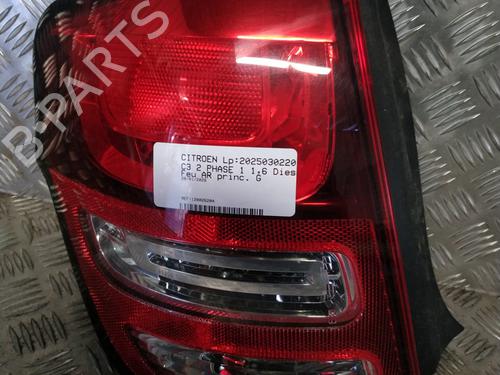 B-PARTS
CITROEN Lp:2025030220
C3 2 PHASE 1 1.6 Dies
Feu AR princ. G